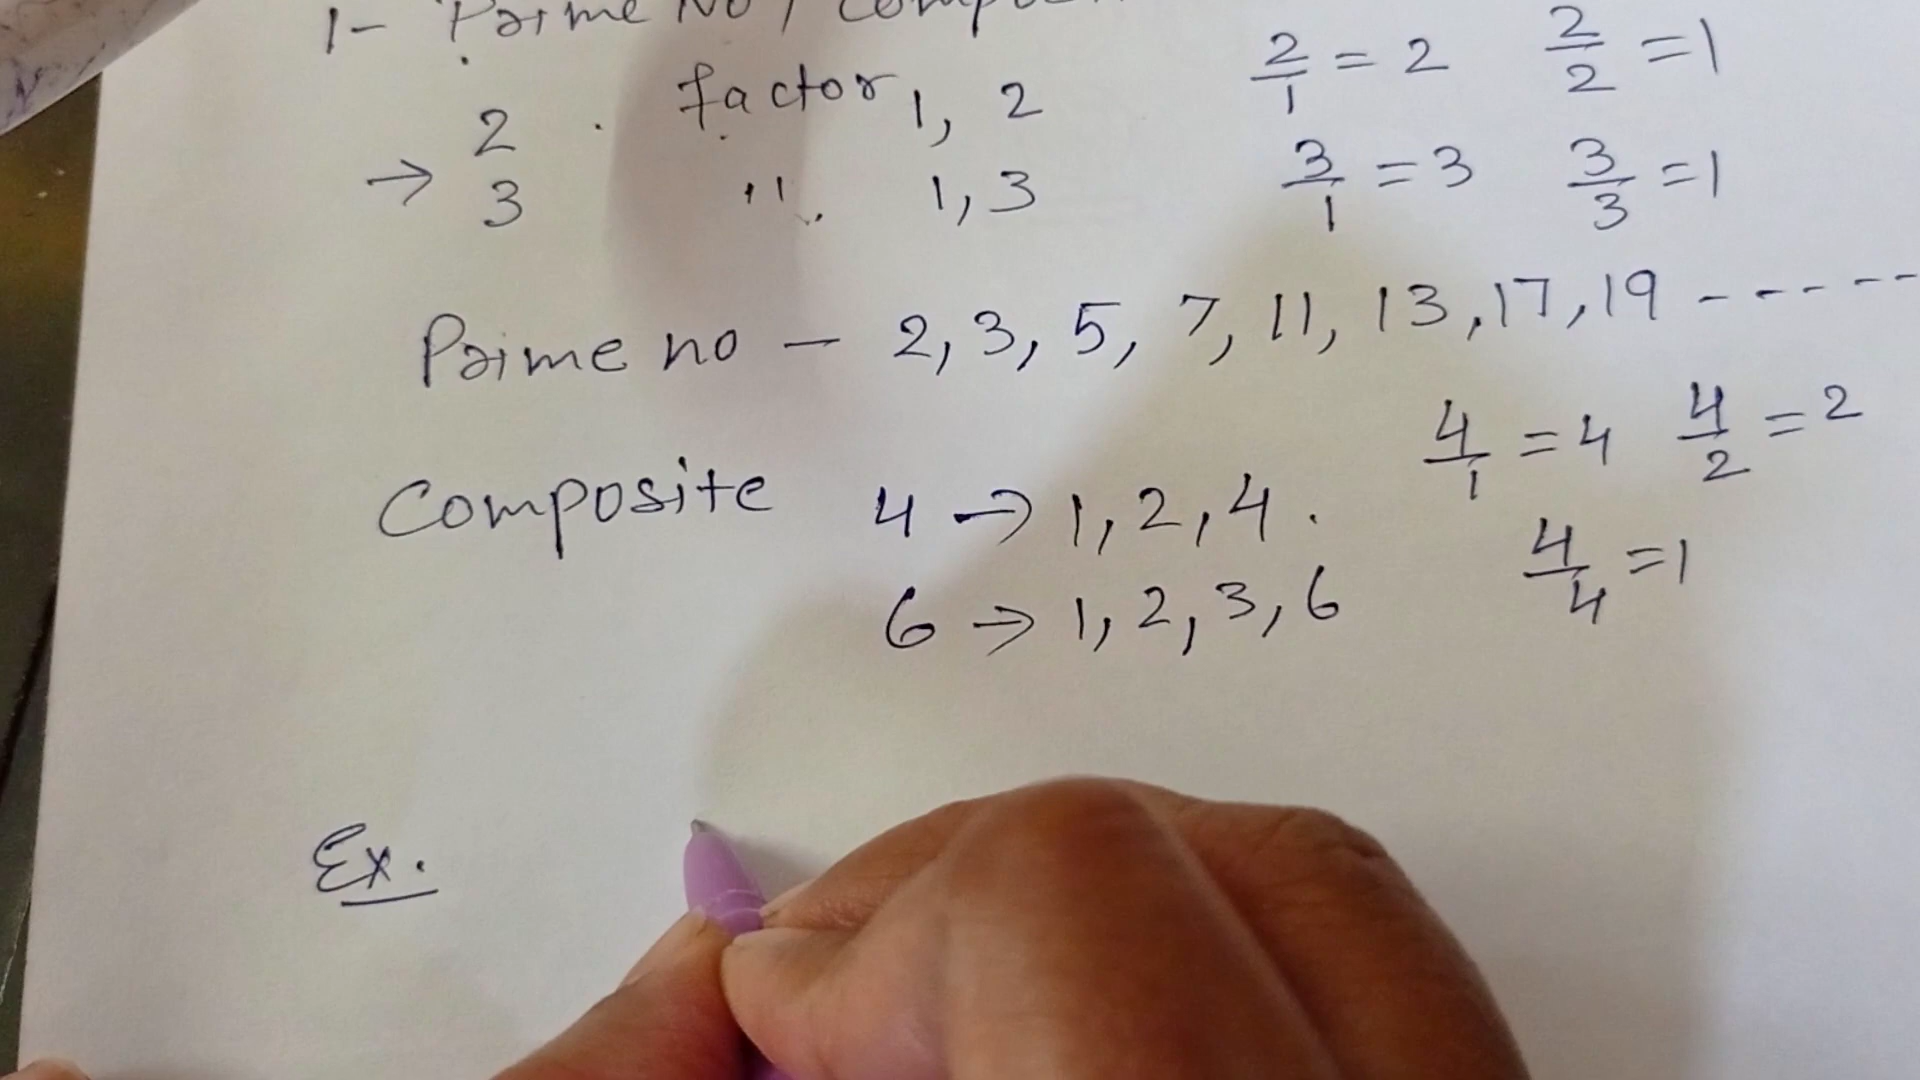 1- Prime No /
2 . factor 1, 2 2/1 = 2 2/2 = 1
→ 3 " 1, 3 3/1 = 3 3/3 = 1
Prime no - 2, 3, 5, 7, 11, 13, 17, 19 -----
4/1 = 4 4/2 = 2
Composite 4 → 1, 2, 4 .
4/4 = 1
6 → 1, 2, 3, 6
Ex.